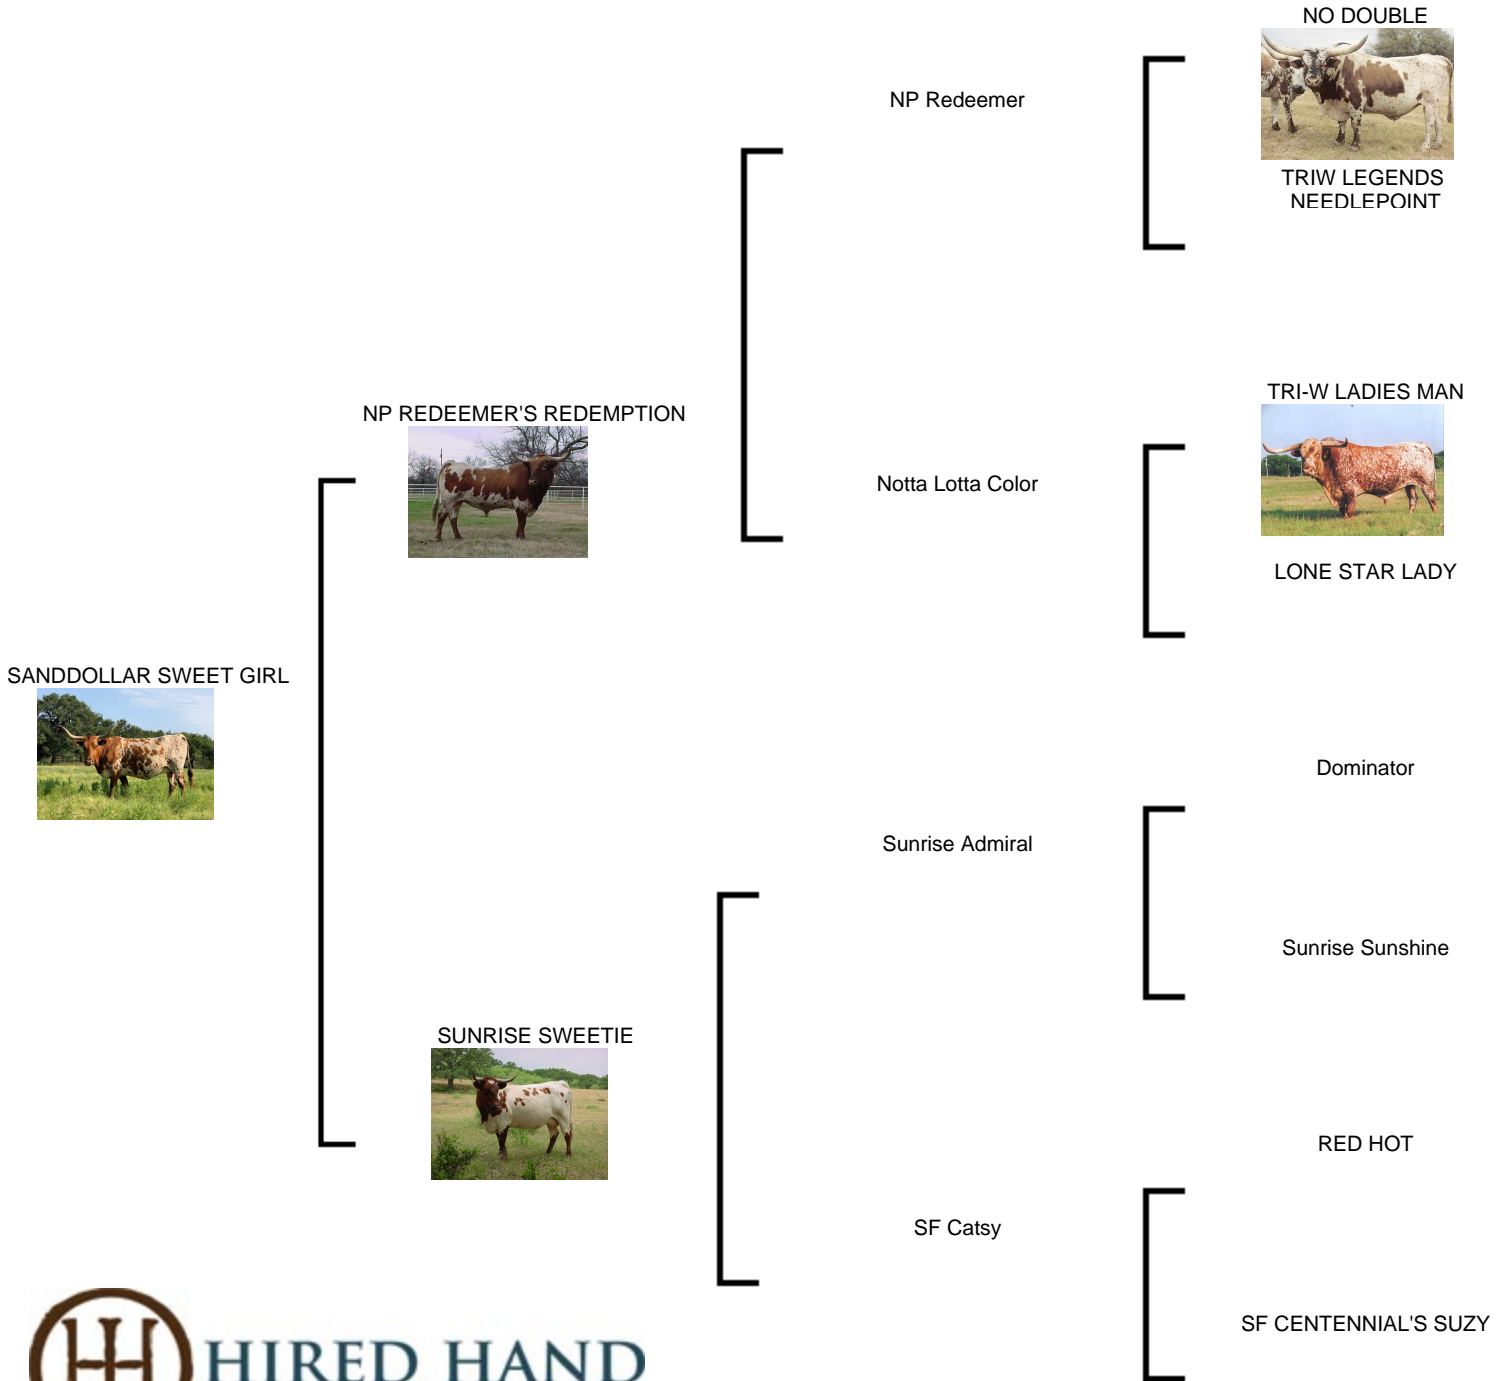 NO DOUBLE
NP Redeemer
TRIW LEGENDS
NEEDLEPOINT
TRI-W LADIES MAN
NP REDEEMER'S REDEMPTION
Notta Lotta Color
LONE STAR LADY
SANDDOLLAR SWEET GIRL
Dominator
Sunrise Admiral
Sunrise Sunshine
SUNRISE SWEETIE
RED HOT
SF Catsy
SF CENTENNIAL'S SUZY
HIRED HAND